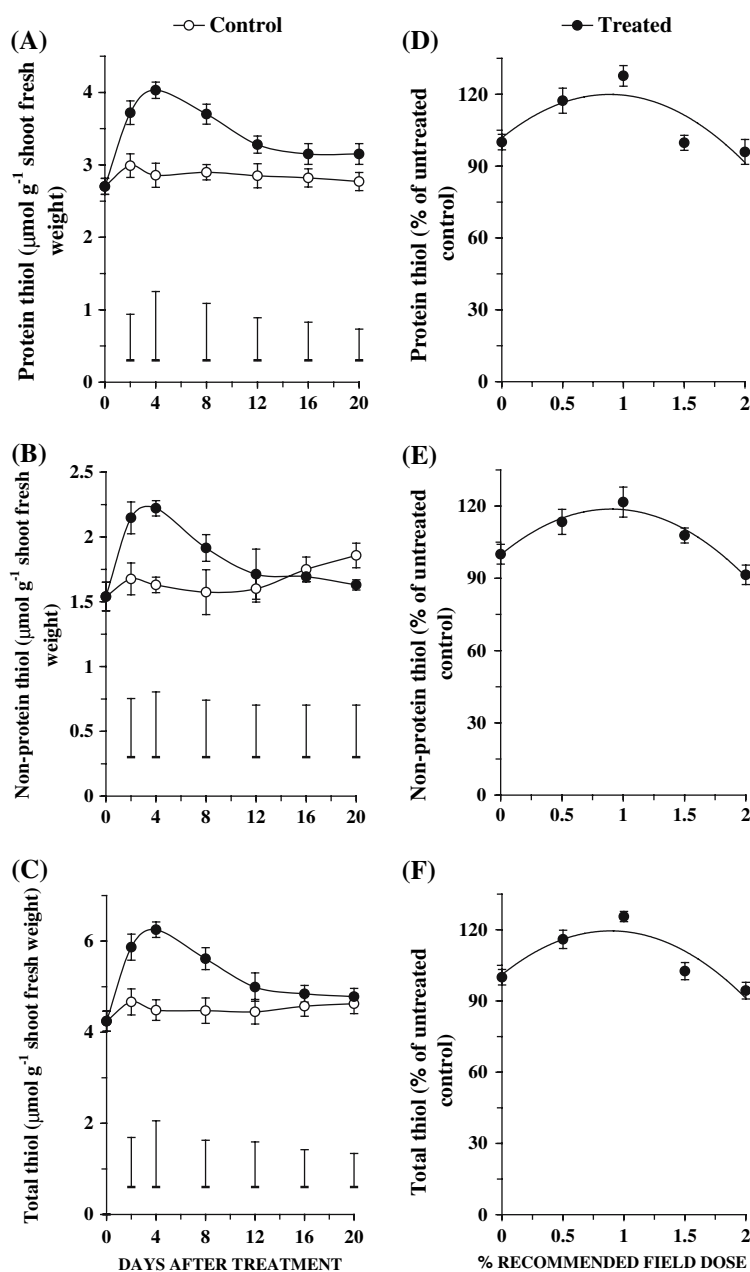 Control
Treated
(A)
Protein thiol (µmol g⁻¹ shoot fresh
weight)
5
4
3
2
1
0
0 4 8 12 16 20
(D)
Protein thiol (% of untreated
control)
120
90
60
30
0
0 0.5 1 1.5 2
(B)
Non-protein thiol (µmol g⁻¹ shoot fresh
weight)
2.5
2
1.5
1
0.5
0
0 4 8 12 16 20
(E)
Non-protein thiol (% of untreated
control)
120
90
60
30
0
0 0.5 1 1.5 2
(C)
Total thiol (µmol g⁻¹ shoot fresh weight)
6
4
2
0
0 4 8 12 16 20
DAYS AFTER TREATMENT
(F)
Total thiol (% of untreated
control)
120
90
60
30
0
0 0.5 1 1.5 2
% RECOMMENDED FIELD DOSE